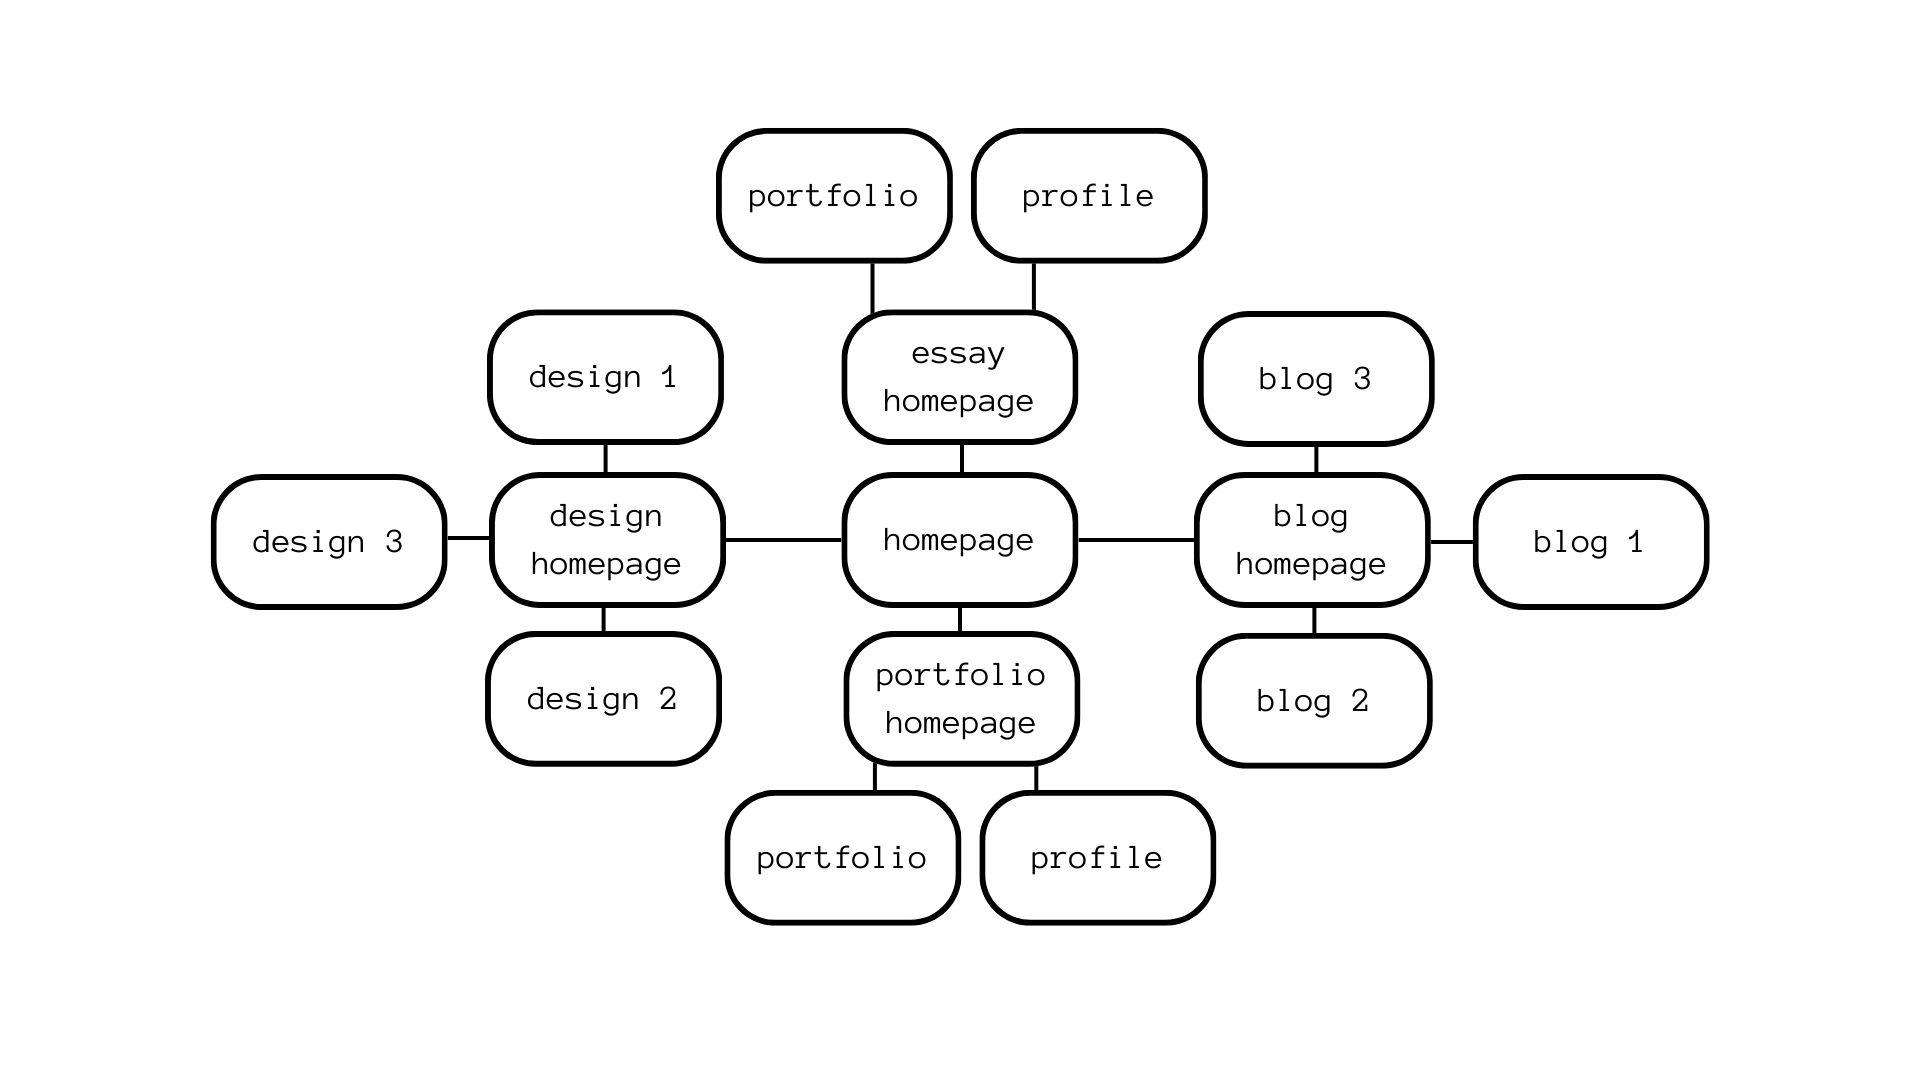 portfolio
profile
design 1
essay
homepage
blog 3
design 3
design
homepage
homepage
blog
homepage
blog 1
design 2
portfolio
homepage
blog 2
portfolio
profile